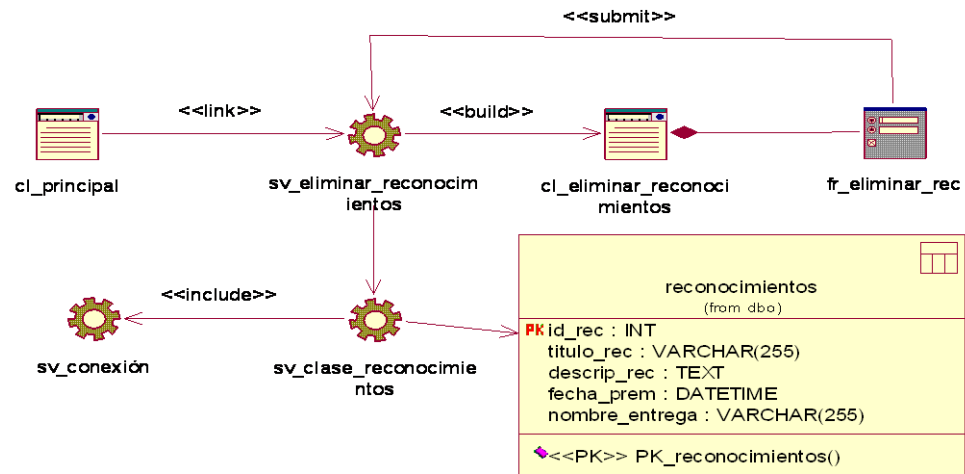 <<submit>>
<<link>>
<<build>>
cl_principal
sv_eliminar_reconocim
ientos
cl_eliminar_reconoci
mientos
fr_eliminar_rec
<<include>>
sv_conexión
sv_clase_reconocimie
ntos
reconocimientos
(from dbo)
PK id_rec : INT
titulo_rec : VARCHAR(255)
descrip_rec : TEXT
fecha_prem : DATETIME
nombre_entrega : VARCHAR(255)
<<PK>> PK_reconocimientos()